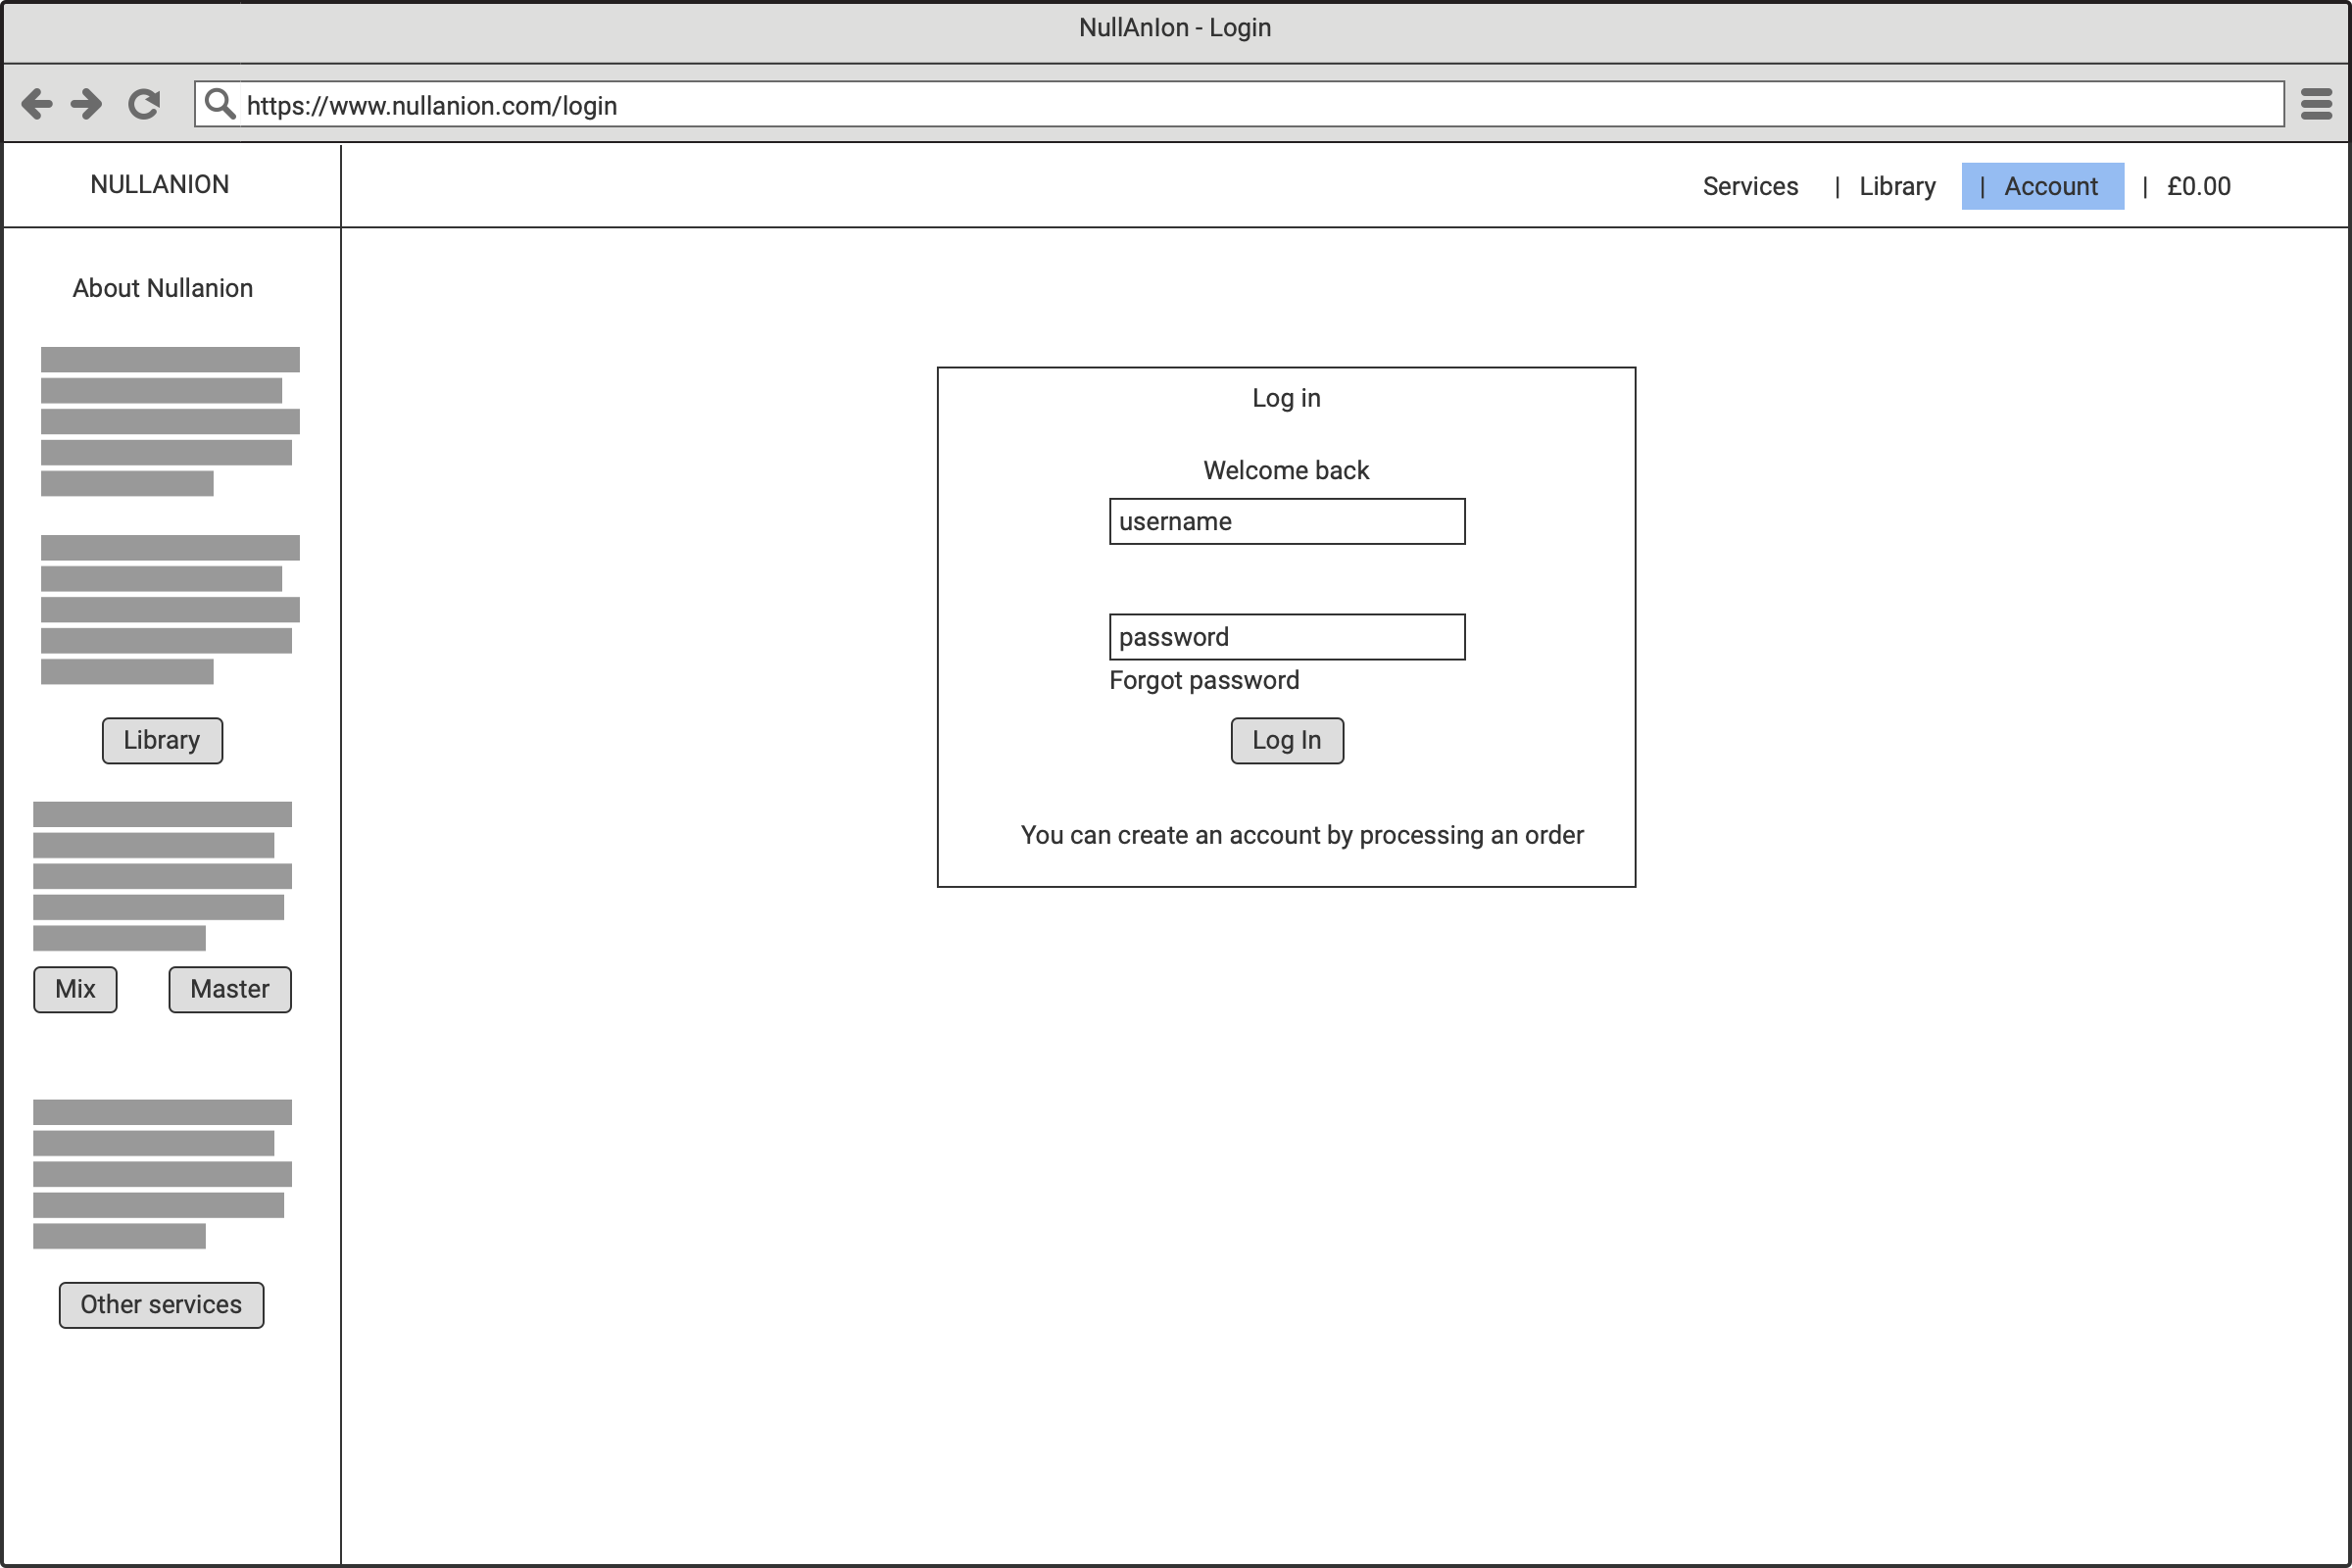 NullAnIon - Login
https://www.nullanion.com/login
NULLANION
Services | Library | Account | £0.00
About Nullanion
Library
Mix Master
Other services
Log in
Welcome back
username
password
Forgot password
Log In
You can create an account by processing an order